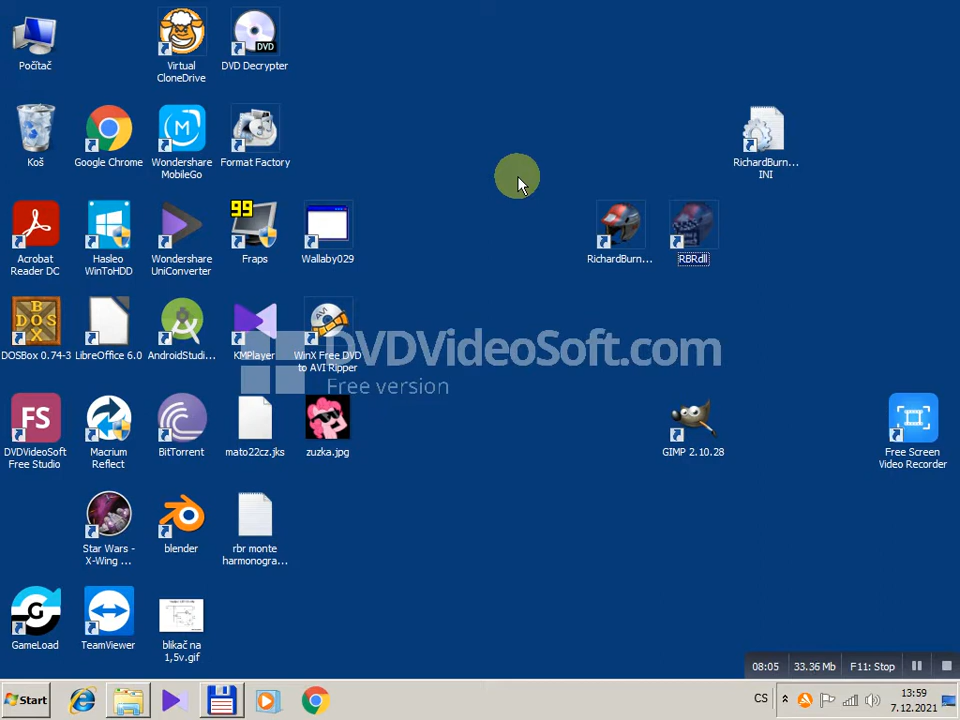 Počítač
Virtual
CloneDrive
DVD
DVD Decrypter
Koš
Google Chrome
Wondershare
MobileGo
Format Factory
RichardBurn...
INI
Acrobat
Reader DC
Hasleo
WinToHDD
Wondershare
UniConverter
99
Fraps
Wallaby029
RichardBurn...
RBRdll
BOX
DOS
DOSBox 0.74-3
LibreOffice 6.0
AndroidStudi...
KMPlayer
AVI
WinX Free DVD
to AVI Ripper
DVDVideoSoft.com
Free version
FS
DVDVideoSoft
Free Studio
Macrium
Reflect
BitTorrent
mato22cz.jks
zuzka.jpg
GIMP 2.10.28
Free Screen
Video Recorder
Star Wars -
X-Wing ...
blender
rbr monte
harmonogra...
GameLoad
TeamViewer
blikač na
1,5v.gif
08:05 33.36 Mb F11: Stop
Start
CS
13:59
7.12.2021